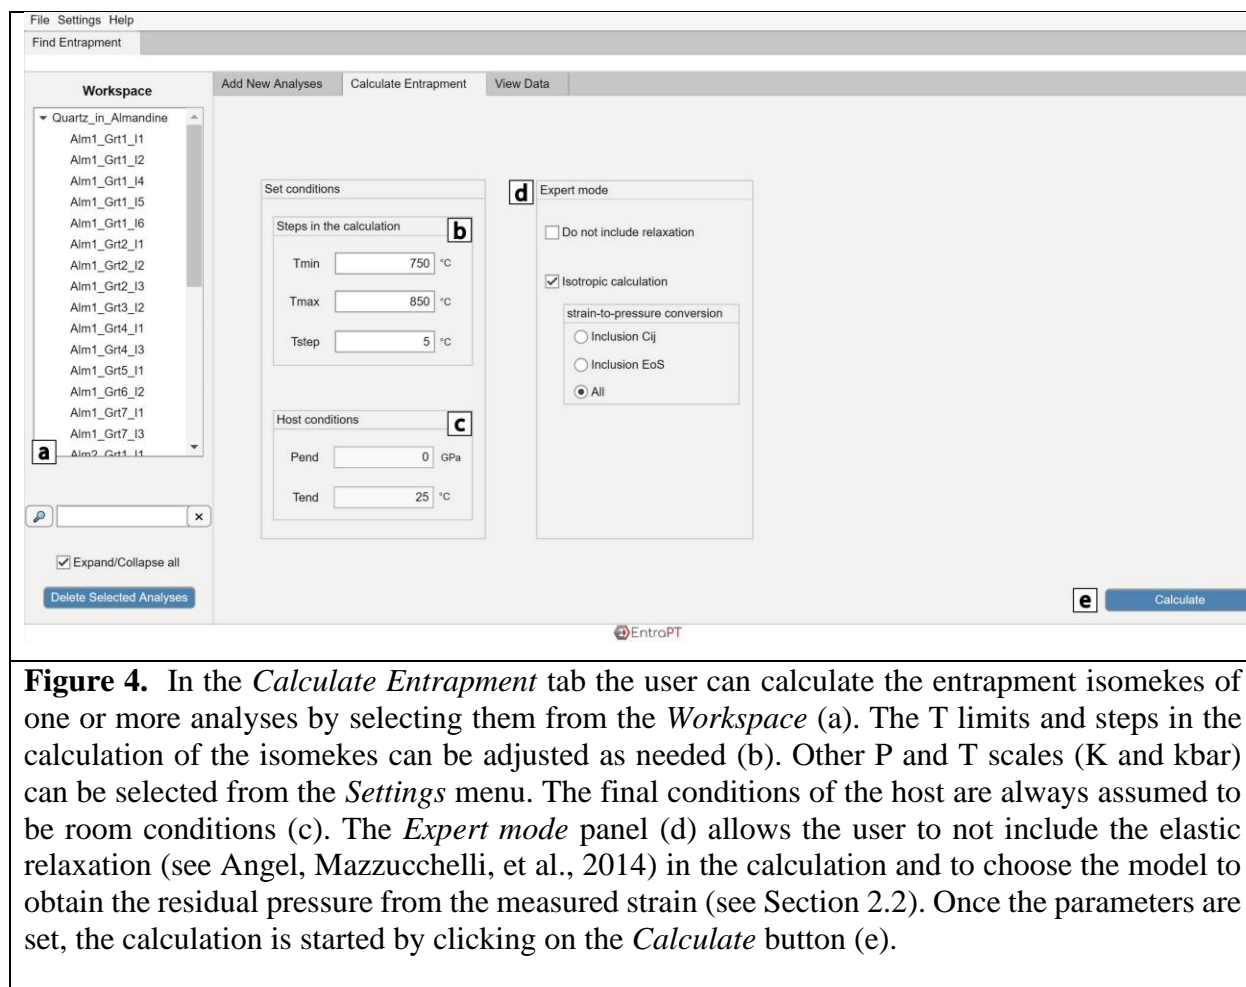 File Settings Help
Find Entrapment
Workspace
Add New Analyses
Calculate Entrapment
View Data
Quartz_in_Almandine
Alm1_Grt1_I1
Alm1_Grt1_I2
Alm1_Grt1_I4
Alm1_Grt1_I5
Alm1_Grt1_I6
Alm1_Grt2_I1
Alm1_Grt2_I2
Alm1_Grt2_I3
Alm1_Grt3_I2
Alm1_Grt4_I1
Alm1_Grt4_I3
Alm1_Grt5_I1
Alm1_Grt6_I2
Alm1_Grt7_I1
Alm1_Grt7_I3
Alm2_Grt1_I1
a
Expand/Collapse all
Delete Selected Analyses
Set conditions
Steps in the calculation
b
Tmin 750 °C
Tmax 850 °C
Tstep 5 °C
Host conditions
c
Pend 0 GPa
Tend 25 °C
d
Expert mode
Do not include relaxation
Isotropic calculation
strain-to-pressure conversion
Inclusion Cij
Inclusion EoS
All
e
Calculate
EntraPT
Figure 4. In the Calculate Entrapment tab the user can calculate the entrapment isomekes of
one or more analyses by selecting them from the Workspace (a). The T limits and steps in the
calculation of the isomekes can be adjusted as needed (b). Other P and T scales (K and kbar)
can be selected from the Settings menu. The final conditions of the host are always assumed to
be room conditions (c). The Expert mode panel (d) allows the user to not include the elastic
relaxation (see Angel, Mazzucchelli, et al., 2014) in the calculation and to choose the model to
obtain the residual pressure from the measured strain (see Section 2.2). Once the parameters are
set, the calculation is started by clicking on the Calculate button (e).